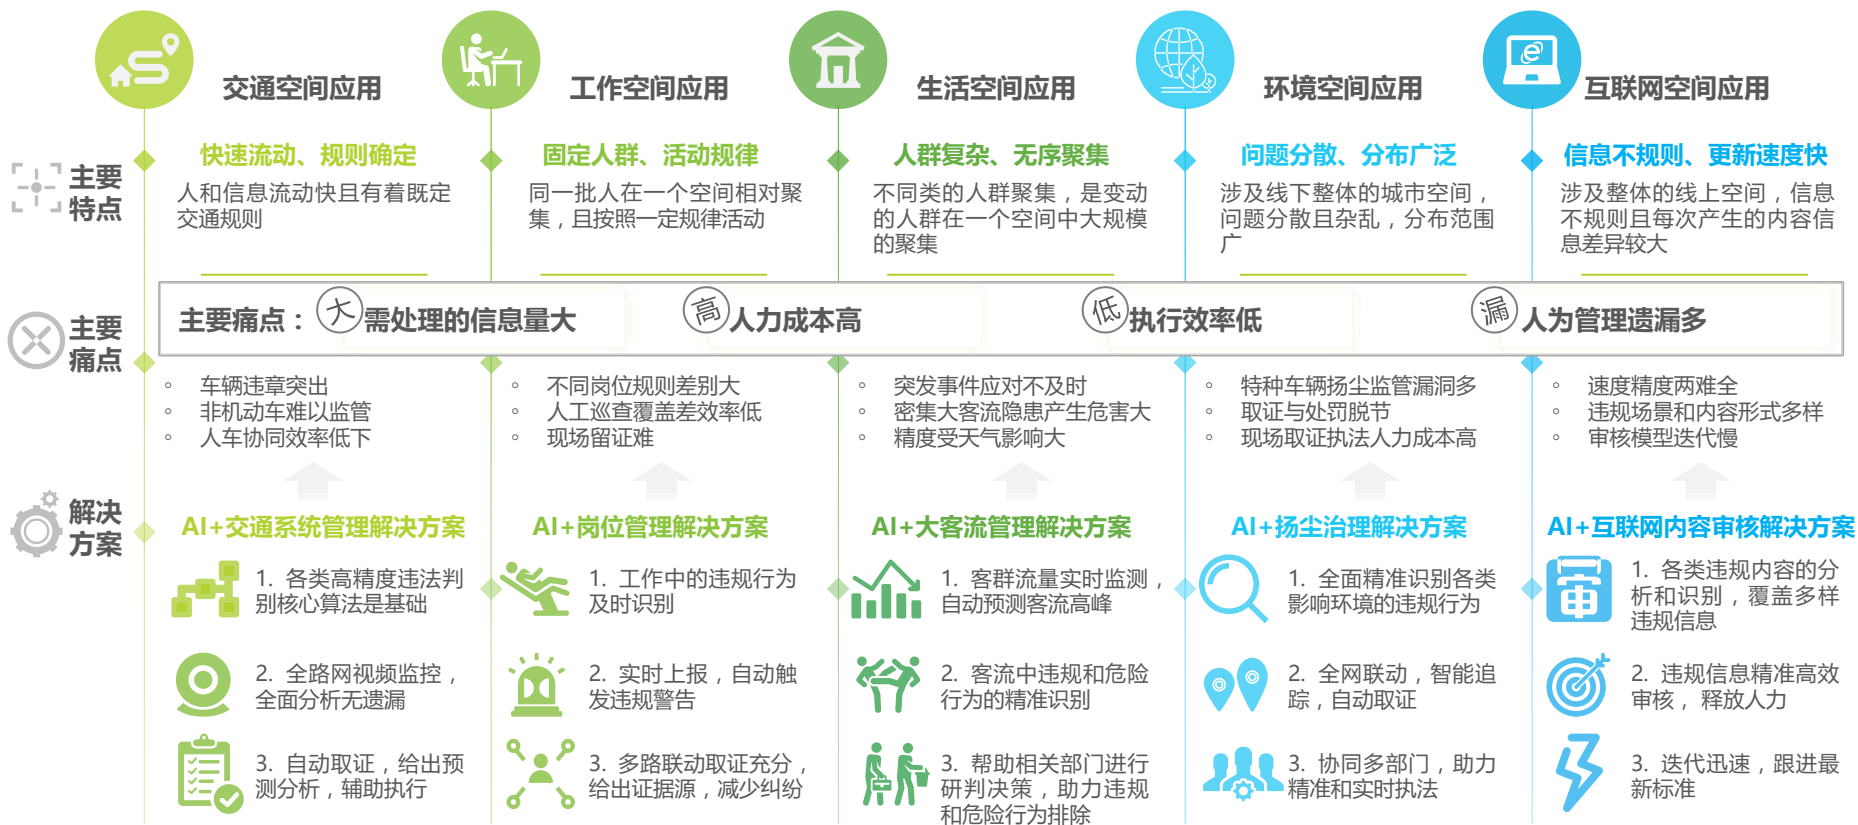 交通空间应用
工作空间应用
生活空间应用
环境空间应用
互联网空间应用
主要
特点
快速流动、规则确定
人和信息流动快且有着既定
交通规则
固定人群、活动规律
同一批人在一个空间相对聚
集，且按照一定规律活动
人群复杂、无序聚集
不同类的人群聚集，是变动
的人群在一个空间中大规模
的聚集
问题分散、分布广泛
涉及线下整体的城市空间，
问题分散且杂乱，分布范围
广
信息不规则、更新速度快
涉及整体的线上空间，信息
不规则且每次产生的内容信
息差异较大
主要
痛点
主要痛点： 大 需处理的信息量大 高 人力成本高 低 执行效率低 漏 人为管理遗漏多
车辆违章突出
非机动车难以监管
人车协同效率低下
不同岗位规则差别大
人工巡查覆盖差效率低
现场留证难
突发事件应对不及时
密集大客流隐患产生危害大
精度受天气影响大
特种车辆扬尘监管漏洞多
取证与处罚脱节
现场取证执法人力成本高
速度精度两难全
违规场景和内容形式多样
审核模型迭代慢
解决
方案
AI+交通系统管理解决方案
1. 各类高精度违法判
别核心算法是基础
2. 全路网视频监控，
全面分析无遗漏
3. 自动取证，给出预
测分析，辅助执行
AI+岗位管理解决方案
1. 工作中的违规行为
及时识别
2. 实时上报，自动触
发违规警告
3. 多路联动取证充分，
给出证据源，减少纠纷
AI+大客流管理解决方案
1. 客群流量实时监测，
自动预测客流高峰
2. 客流中违规和危险
行为的精准识别
3. 帮助相关部门进行
研判决策，助力违规
和危险行为排除
AI+扬尘治理解决方案
1. 全面精准识别各类
影响环境的违规行为
2. 全网联动，智能追
踪，自动取证
3. 协同多部门，助力
精准和实时执法
AI+互联网内容审核解决方案
审
1. 各类违规内容的分
析和识别，覆盖多样
违规信息
2. 违规信息精准高效
审核， 释放人力
3. 迭代迅速，跟进最
新标准